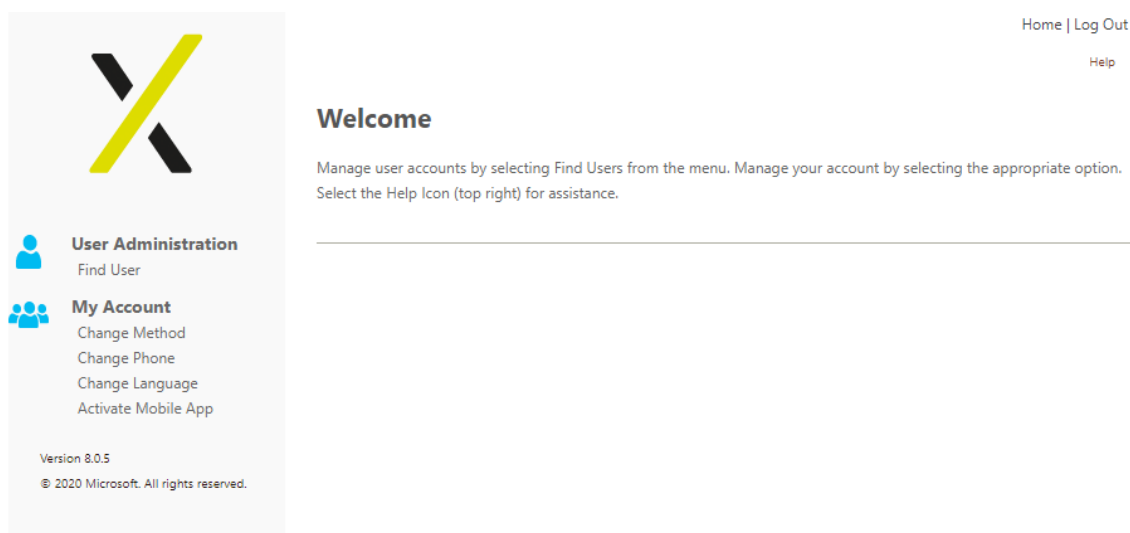 Home | Log Out
Help
Welcome
Manage user accounts by selecting Find Users from the menu. Manage your account by selecting the appropriate option.
Select the Help Icon (top right) for assistance.
User Administration
Find User
My Account
Change Method
Change Phone
Change Language
Activate Mobile App
Version 8.0.5
© 2020 Microsoft. All rights reserved.